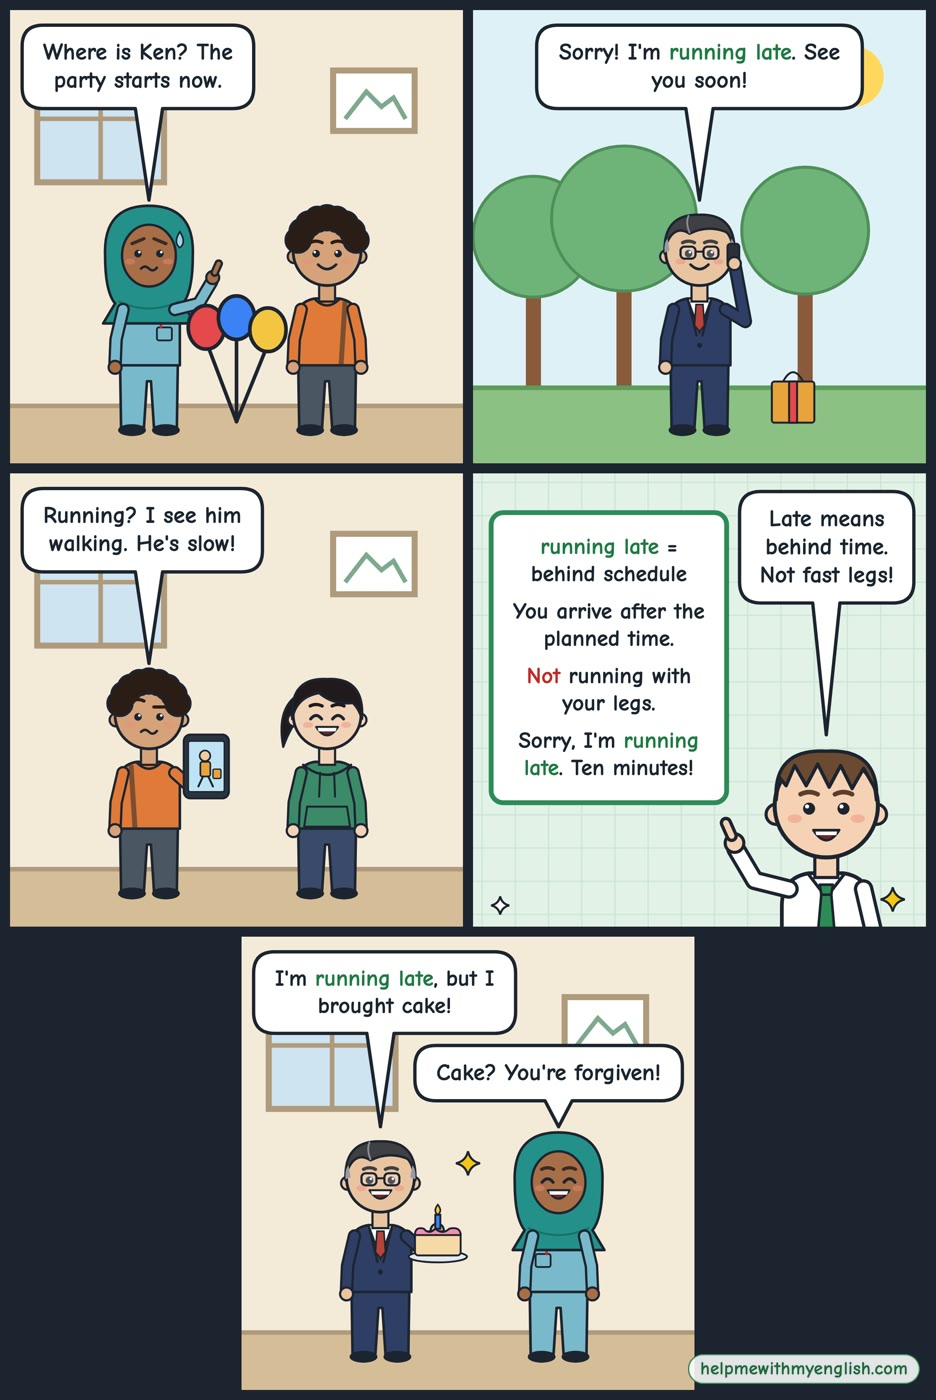 Where is Ken? The
party starts now.
Sorry! I'm running late. See
you soon!
Running? I see him
walking. He's slow!
running late =
behind schedule
You arrive after the
planned time.
Not running with
your legs.
Sorry, I'm running
late. Ten minutes!
Late means
behind time.
Not fast legs!
I'm running late, but I
brought cake!
Cake? You're forgiven!
helpmewithmyenglish.com